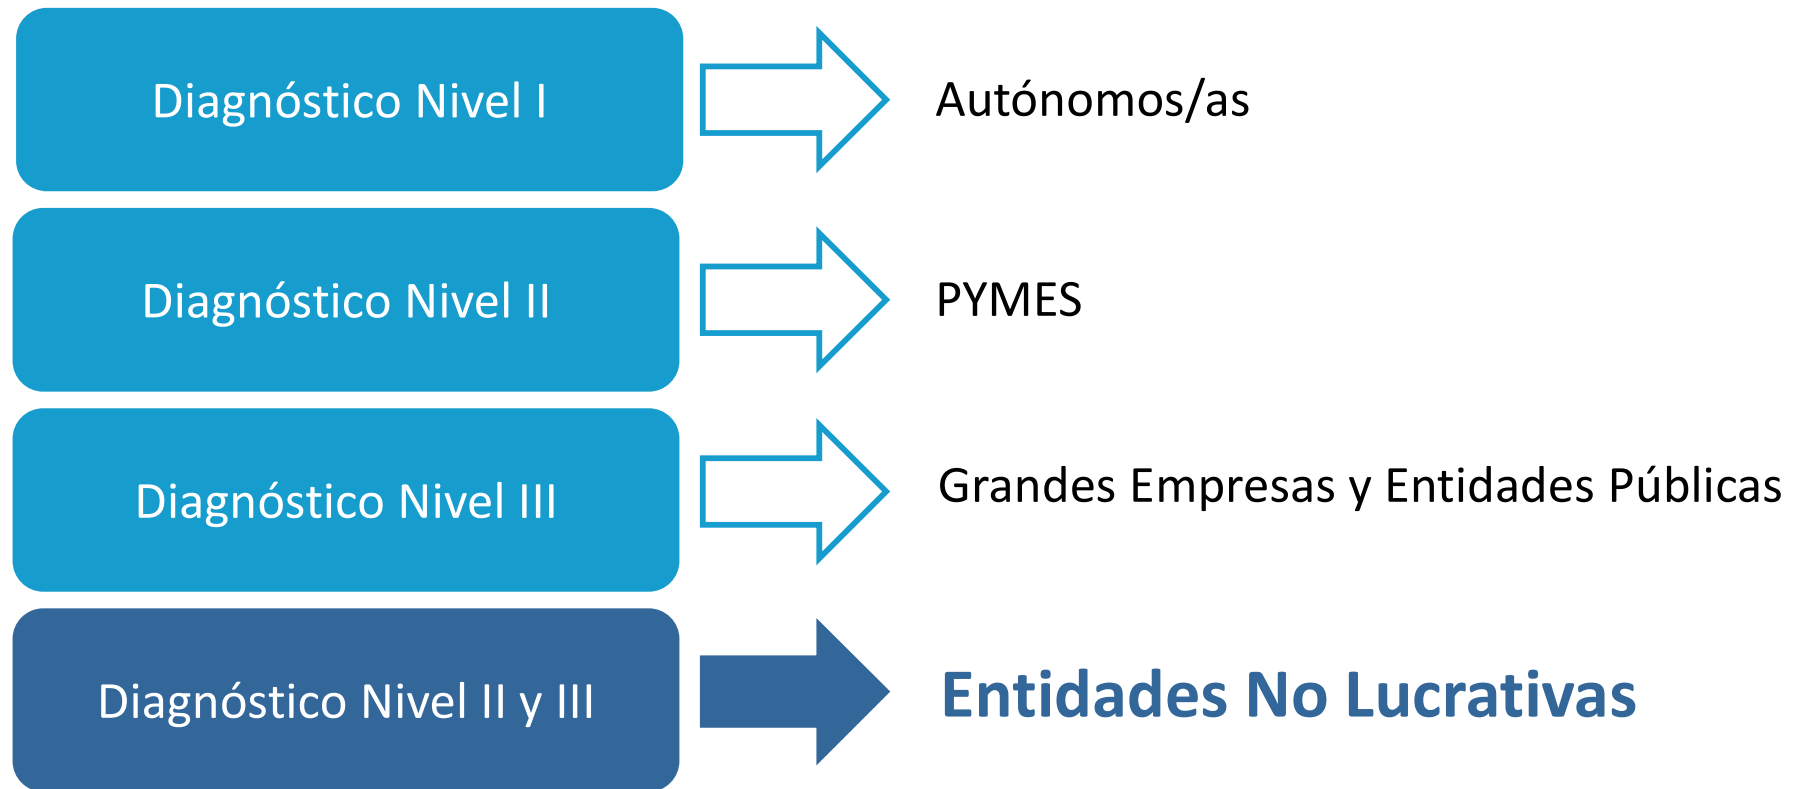 Diagnóstico Nivel I
Autónomos/as
Diagnóstico Nivel II
PYMES
Diagnóstico Nivel III
Grandes Empresas y Entidades Públicas
Diagnóstico Nivel II y III
Entidades No Lucrativas